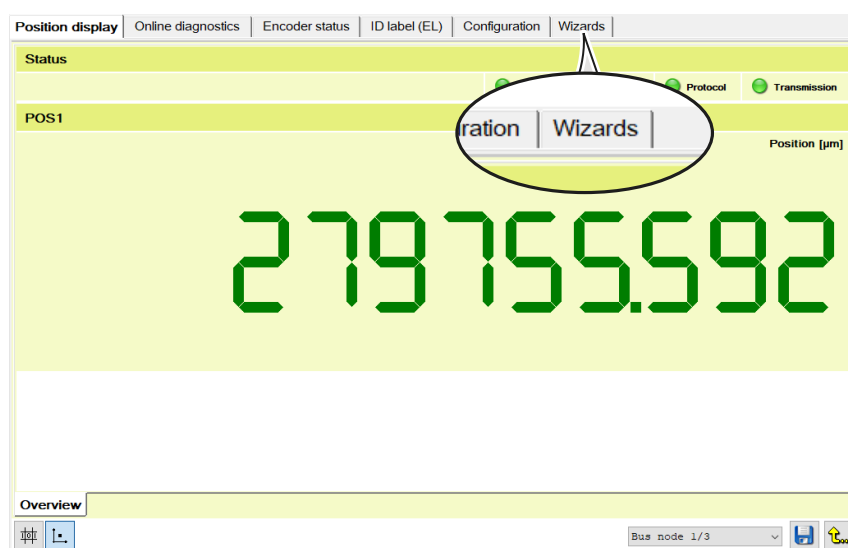 Position display Online diagnostics Encoder status ID label (EL) Configuration Wizards
Status
Protocol Transmission
POS1
ration Wizards
Position [µm]
279755.592
Overview
Bus node 1/3